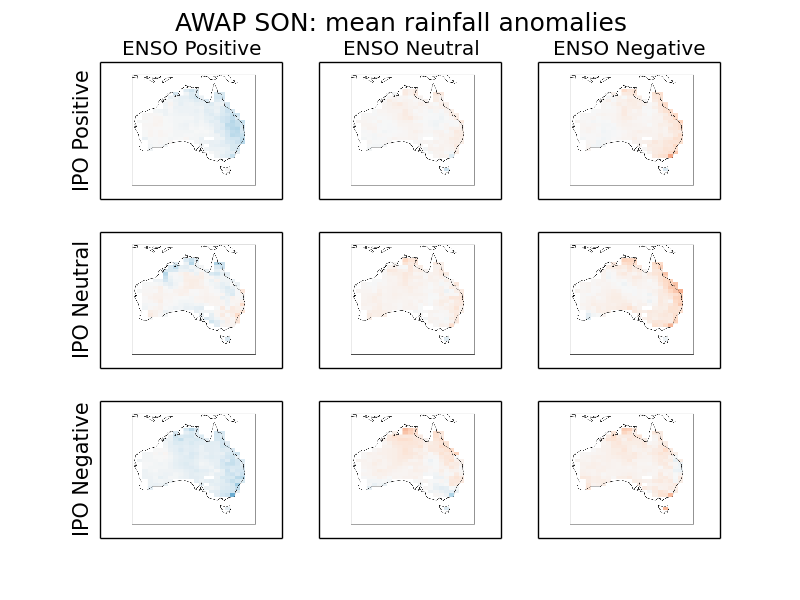 AWAP SON: mean rainfall anomalies
ENSO Positive
ENSO Neutral
ENSO Negative
IPO Positive
IPO Neutral
IPO Negative